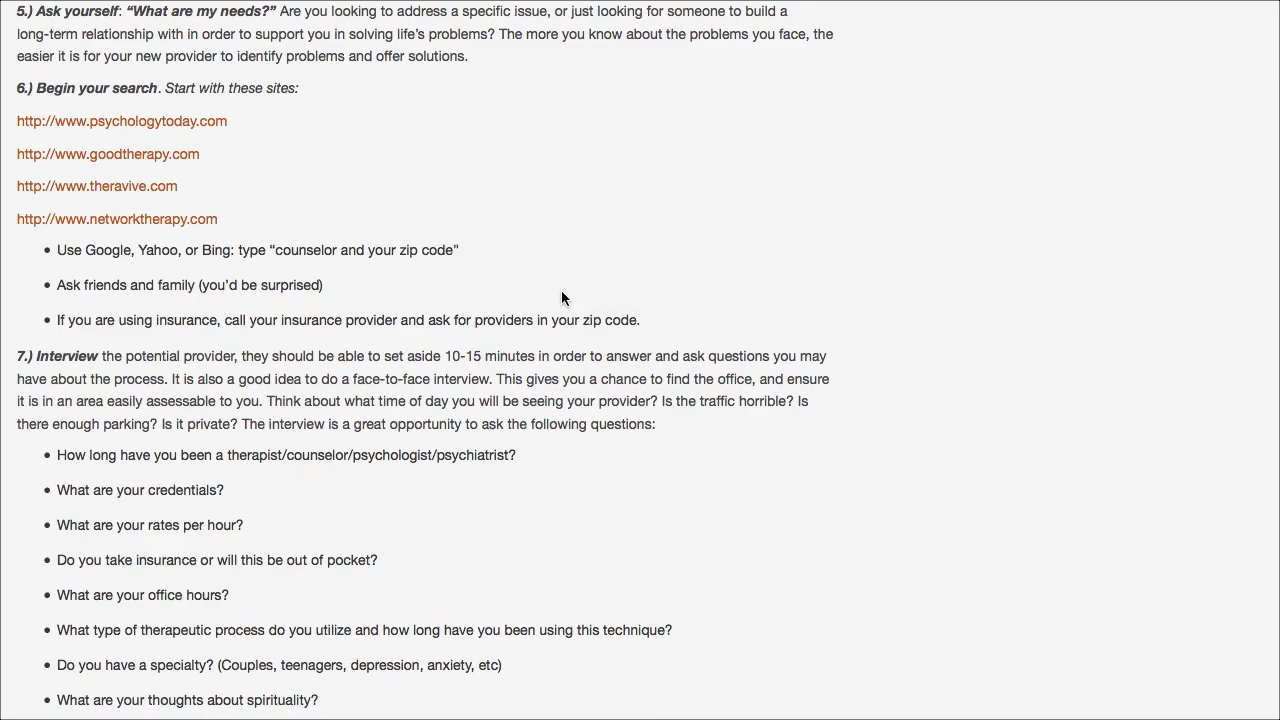 5.) Ask yourself: “What are my needs?” Are you looking to address a specific issue, or just looking for someone to build a
long-term relationship with in order to support you in solving life’s problems? The more you know about the problems you face, the
easier it is for your new provider to identify problems and offer solutions.
6.) Begin your search. Start with these sites:
http://www.psychologytoday.com
http://www.goodtherapy.com
http://www.theravive.com
http://www.networktherapy.com
• Use Google, Yahoo, or Bing: type “counselor and your zip code”
• Ask friends and family (you’d be surprised)
• If you are using insurance, call your insurance provider and ask for providers in your zip code.
7.) Interview the potential provider, they should be able to set aside 10-15 minutes in order to answer and ask questions you may
have about the process. It is also a good idea to do a face-to-face interview. This gives you a chance to find the office, and ensure
it is in an area easily assessable to you. Think about what time of day you will be seeing your provider? Is the traffic horrible? Is
there enough parking? Is it private? The interview is a great opportunity to ask the following questions:
• How long have you been a therapist/counselor/psychologist/psychiatrist?
• What are your credentials?
• What are your rates per hour?
• Do you take insurance or will this be out of pocket?
• What are your office hours?
• What type of therapeutic process do you utilize and how long have you been using this technique?
• Do you have a specialty? (Couples, teenagers, depression, anxiety, etc)
• What are your thoughts about spirituality?